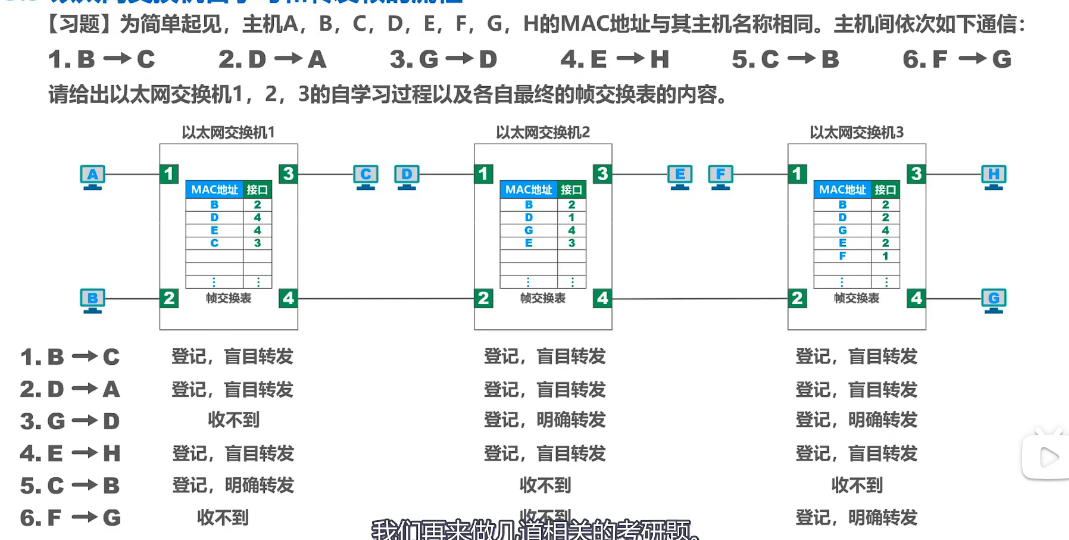 【习题】为简单起见，主机A，B，C，D，E，F，G，H的MAC地址与其主机名称相同。主机间依次如下通信：
1. B → C 2. D → A 3. G → D 4. E → H 5. C → B 6. F → G
请给出以太网交换机1，2，3的自学习过程以及各自最终的帧交换表的内容。
以太网交换机1 以太网交换机2 以太网交换机3
A 1 3 C D 1 3 E F 1 3 H
MAC地址 接口 MAC地址 接口 MAC地址 接口
B 2 B 2 B 2
D 4 D 1 D 2
E 4 G 4 G 4
C 3 E 3 E 2
F 1
⋮ ⋮ ⋮ ⋮ ⋮ ⋮
B 2 帧交换表 4 2 帧交换表 4 2 帧交换表 4 G
1. B → C 登记，盲目转发 登记，盲目转发 登记，盲目转发
2. D → A 登记，盲目转发 登记，盲目转发 登记，盲目转发
3. G → D 收不到 登记，明确转发 登记，明确转发
4. E → H 登记，盲目转发 登记，盲目转发 登记，盲目转发
5. C → B 登记，明确转发 收不到 收不到
6. F → G 收不到 收不到 登记，明确转发
我们再来做几道相关的考研题。